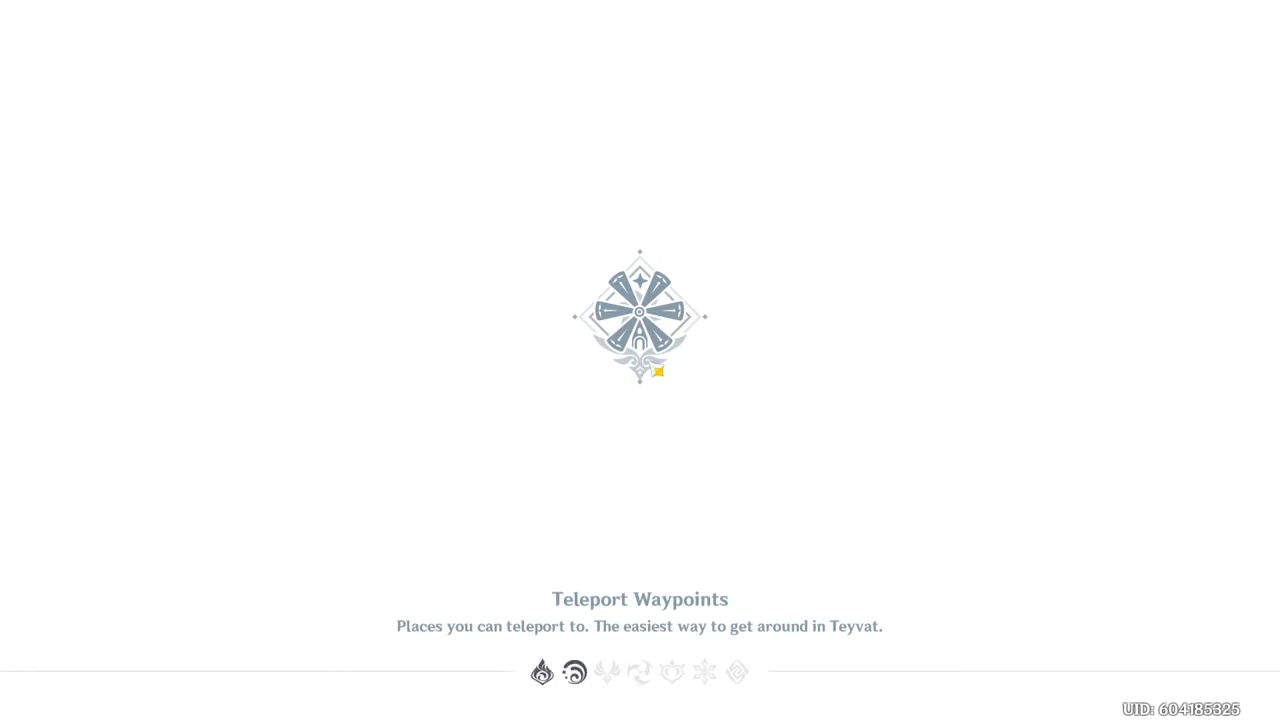 Teleport Waypoints
Places you can teleport to. The easiest way to get around in Teyvat.
UID: 604185325